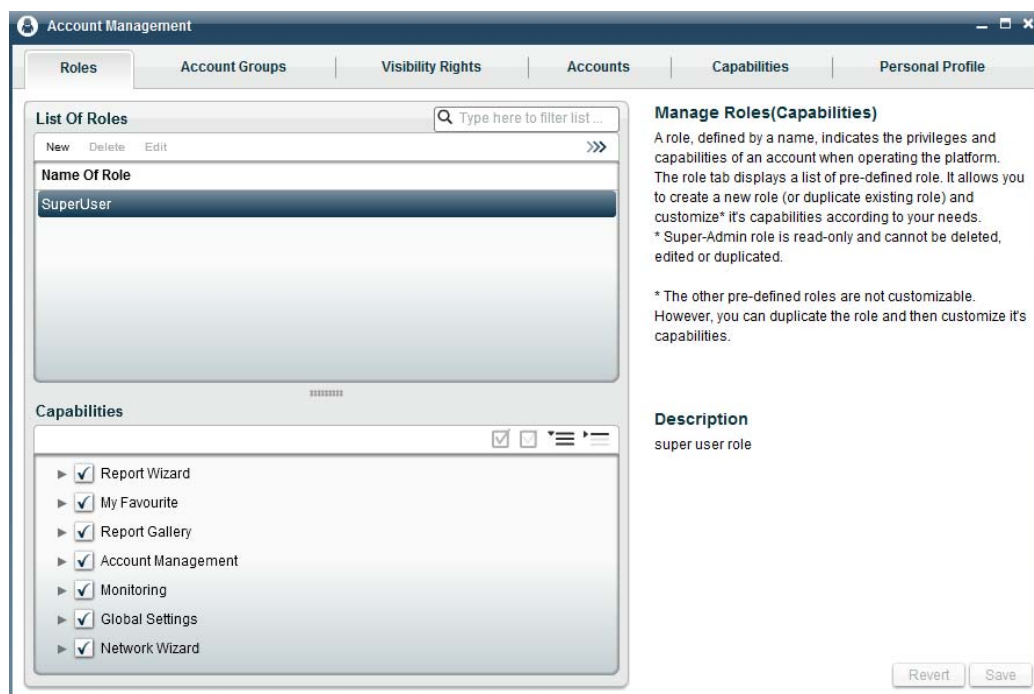 Account Management
Roles
Account Groups
Visibility Rights
Accounts
Capabilities
Personal Profile
List Of Roles
Type here to filter list ...
New Delete Edit
Name Of Role
SuperUser
Capabilities
Report Wizard
My Favourite
Report Gallery
Account Management
Monitoring
Global Settings
Network Wizard
Manage Roles(Capabilities)
A role, defined by a name, indicates the privileges and
capabilities of an account when operating the platform.
The role tab displays a list of pre-defined role. It allows you
to create a new role (or duplicate existing role) and
customize* it's capabilities according to your needs.
* Super-Admin role is read-only and cannot be deleted,
edited or duplicated.
* The other pre-defined roles are not customizable.
However, you can duplicate the role and then customize it's
capabilities.
Description
super user role
Revert Save